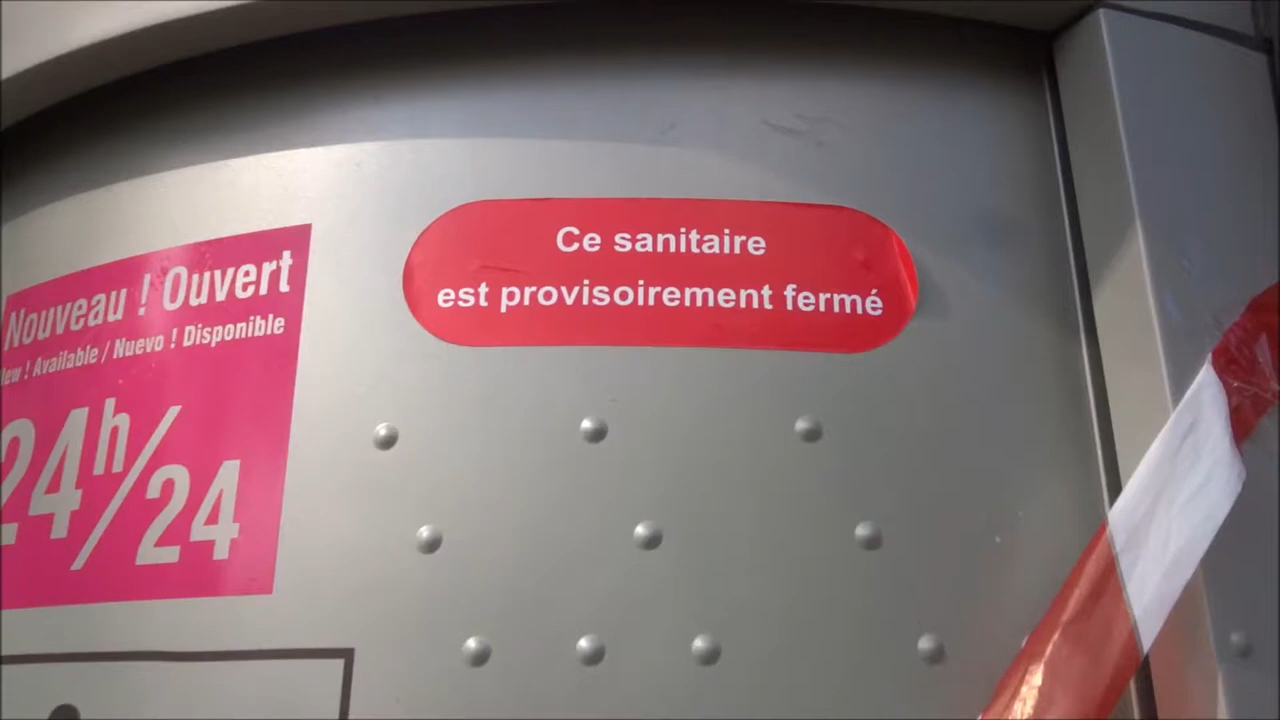 Nouveau ! Ouvert
New ! Available / Nuevo ! Disponible
24h/24
Ce sanitaire
est provisoirement fermé